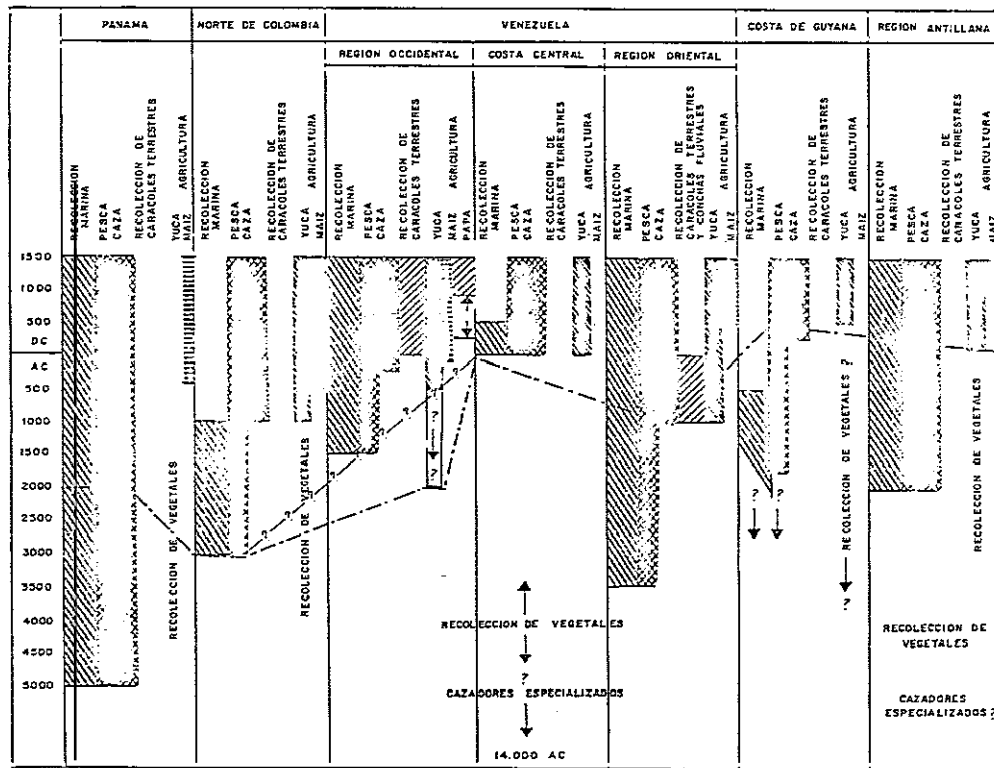 PANAMA
NORTE DE COLOMBIA
VENEZUELA
COSTA DE GUYANA
REGION ANTILLANA
REGION OCCIDENTAL
COSTA CENTRAL
REGION ORIENTAL
RECOLECCION
MARINA
PESCA
CAZA
RECOLECCION DE
CARACOLES TERRESTRES
YUCA
MAIZ
AGRICULTURA
RECOLECCION
MARINA
PESCA
CAZA
RECOLECCION DE
CARACOLES TERRESTRES
YUCA
MAIZ
AGRICULTURA
RECOLECCION
MARINA
PESCA
CAZA
RECOLECCION DE
CARACOLES TERRESTRES
YUCA
MAIZ
PAPA
AGRICULTURA
RECOLECCION
MARINA
PESCA
CAZA
RECOLECCION DE
CARACOLES TERRESTRES
YUCA
MAIZ
AGRICULTURA
RECOLECCION
MARINA
PESCA
CAZA
RECOLECCION DE
CARACOLES TERRESTRES
Y CONCHAS FLUVIALES
YUCA
MAIZ
AGRICULTURA
RECOLECCION
MARINA
PESCA
CAZA
RECOLECCION DE
CARACOLES TERRESTRES
YUCA
MAIZ
AGRICULTURA
RECOLECCION
MARINA
PESCA
CAZA
RECOLECCION DE
CARACOLES TERRESTRES
YUCA
MAIZ
AGRICULTURA
1500
1000
500
DC
AC
500
1000
1500
2000
2500
3000
3500
4000
4500
5000
RECOLECCION DE VEGETALES
RECOLECCION DE VEGETALES
? ? ? ? ? ?
?
?
RECOLECCION DE VEGETALES
?
CAZADORES ESPECIALIZADOS
14.000 AC
? ?
RECOLECCION DE VEGETALES ?
?
RECOLECCION DE VEGETALES
RECOLECCION DE
VEGETALES
CAZADORES
ESPECIALIZADOS ?